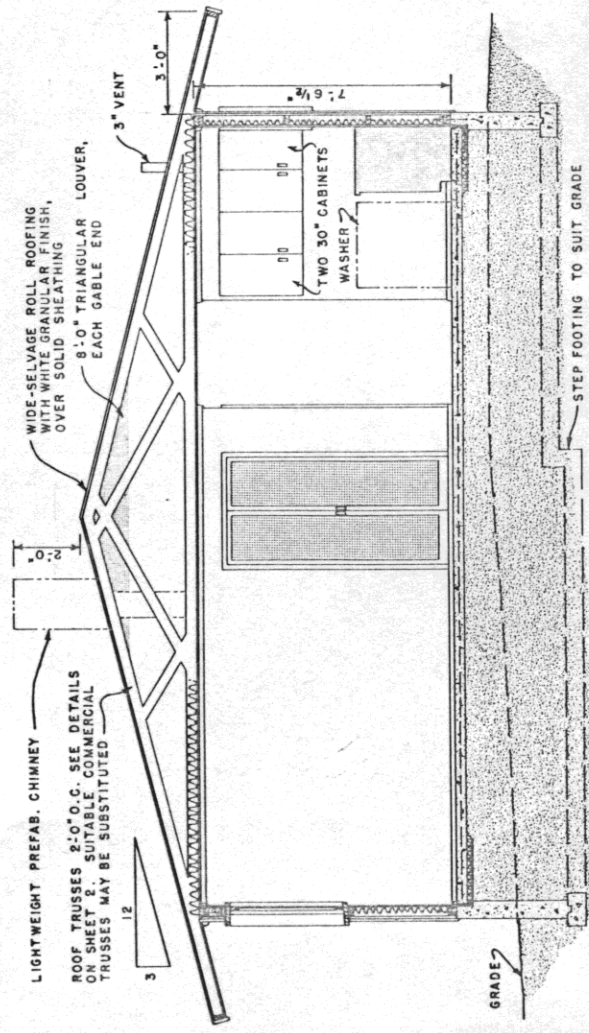 LIGHTWEIGHT PREFAB. CHIMNEY
2'-0"
WIDE-SELVAGE ROLL ROOFING
WITH WHITE GRANULAR FINISH,
OVER SOLID SHEATHING
8'-0" TRIANGULAR LOUVER,
EACH GABLE END
3" VENT
3'-0"
ROOF TRUSSES 2'-0" O.C. SEE DETAILS
ON SHEET 2. SUITABLE COMMERCIAL
TRUSSES MAY BE SUBSTITUTED
12
3
7'-6 1/2"
TWO 30" CABINETS
WASHER
GRADE
STEP FOOTING TO SUIT GRADE